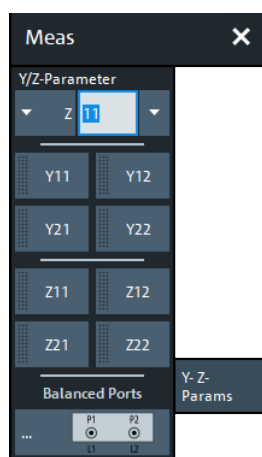 Meas
Y/Z-Parameter
Z 11
Y11 Y12
Y21 Y22
Z11 Z12
Z21 Z22
Y- Z-
Params
Balanced Ports
... P1 P2
L1 L2